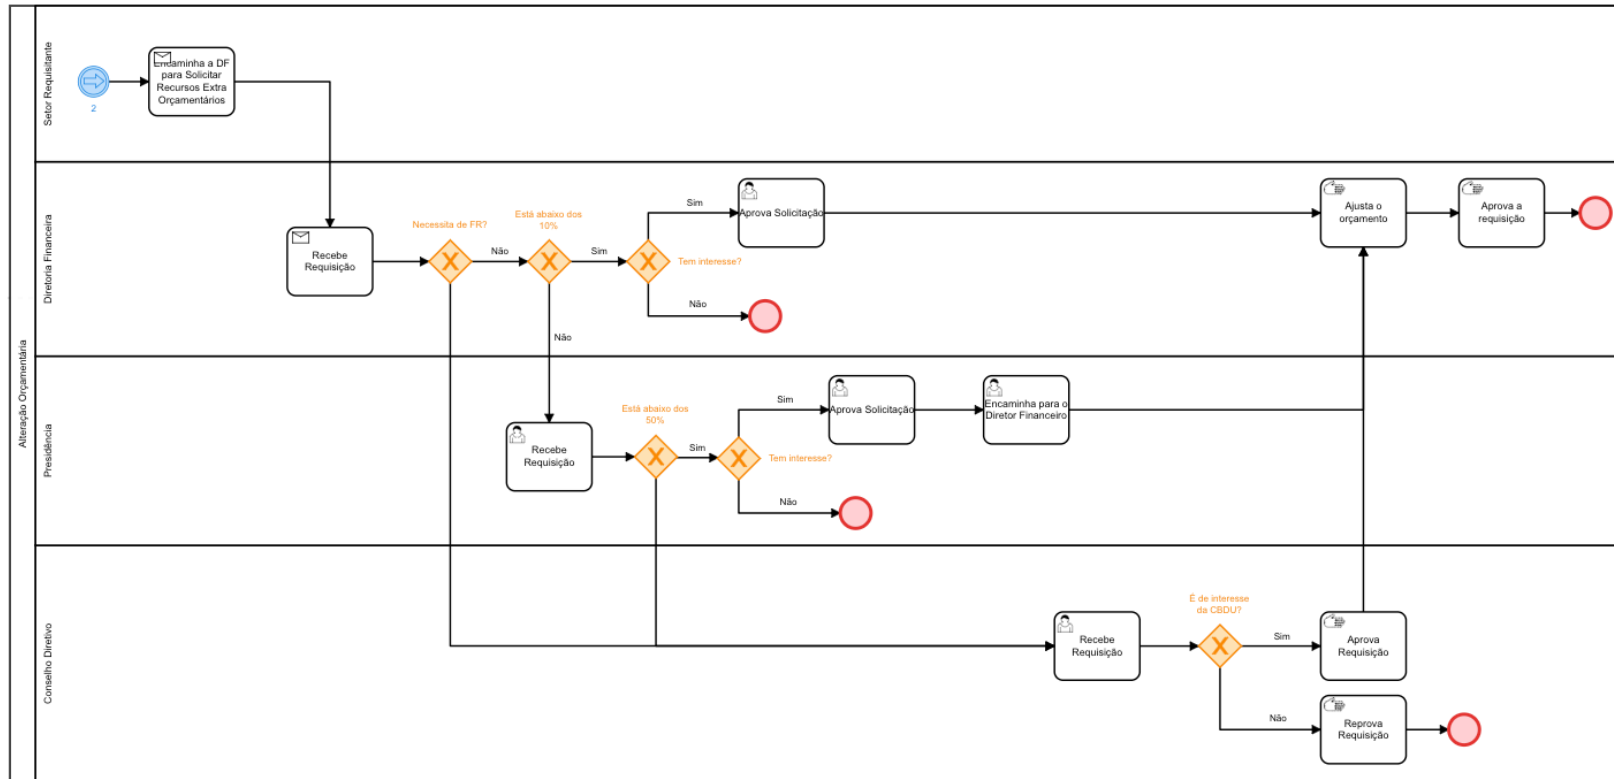 Alteração Orçamentária
Setor Requisitante
2
Encaminha a DF
para Solicitar
Recursos Extra
Orçamentários
Diretoria Financeira
Recebe
Requisição
Necessita de FR?
Não
Está abaixo dos
10%
Sim
Não
Tem interesse?
Sim
Não
Aprova Solicitação
Ajusta o
orçamento
Aprova a
requisição
Presidência
Recebe
Requisição
Está abaixo dos
50%
Sim
Tem interesse?
Sim
Não
Aprova Solicitação
Encaminha para o
Diretor Financeiro
Conselho Diretivo
Recebe
Requisição
É de interesse
da CBDU?
Sim
Não
Aprova
Requisição
Reprova
Requisição